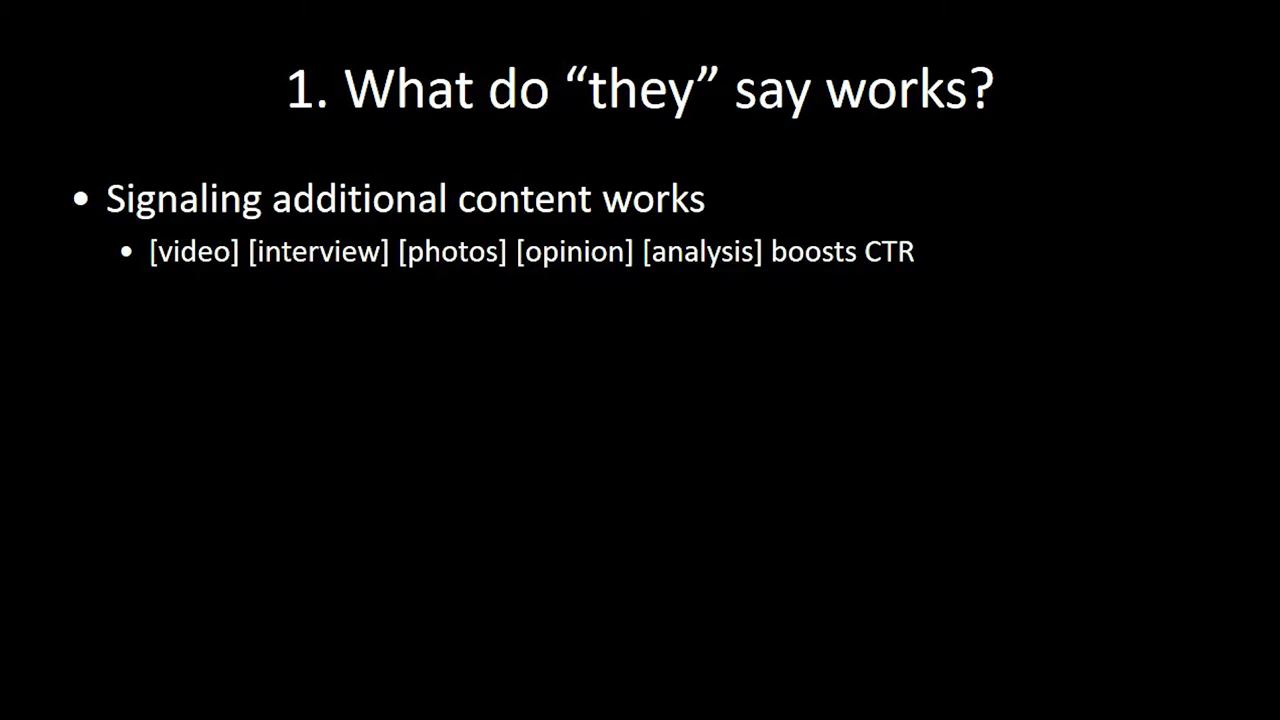 1. What do “they” say works?
• Signaling additional content works
• [video] [interview] [photos] [opinion] [analysis] boosts CTR